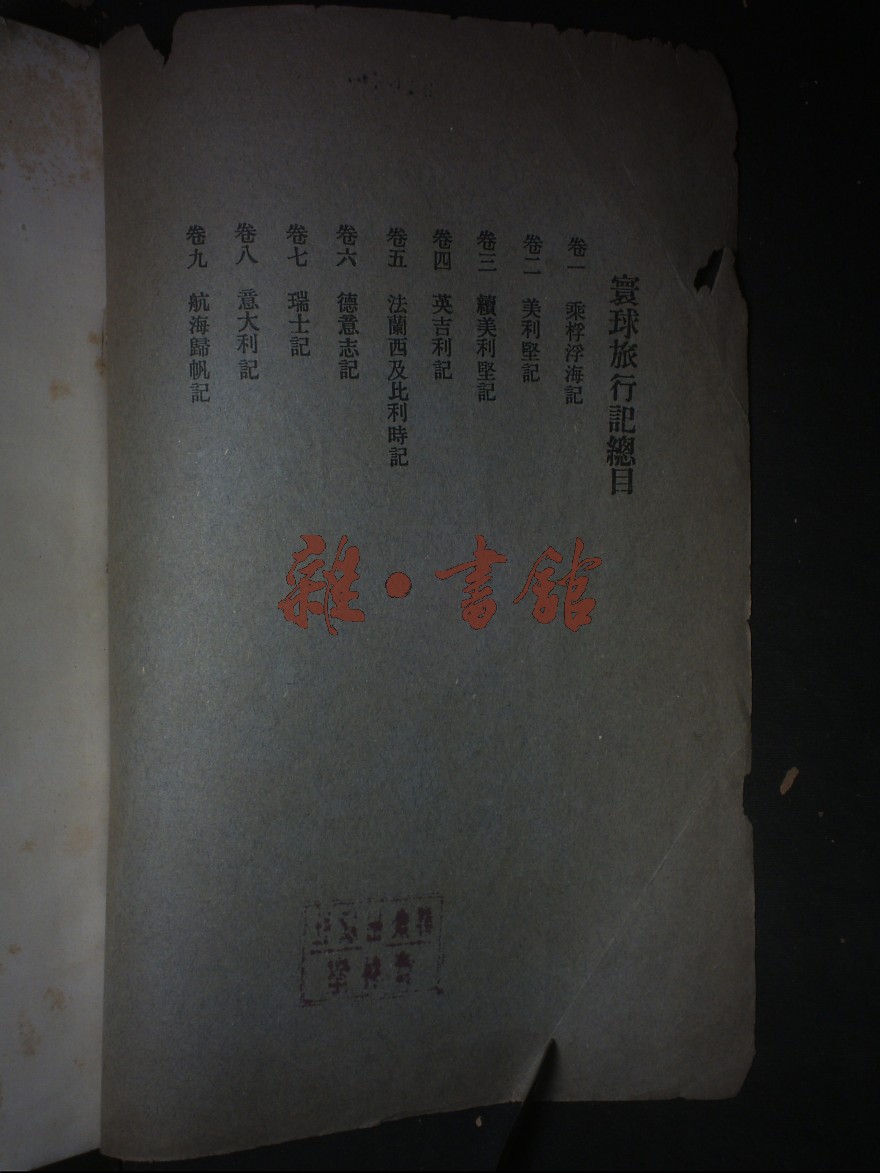 寰球旅行記總目
卷一 乘桴浮海記
卷二 美利堅記
卷三 續美利堅記
卷四 英吉利記
卷五 法蘭西及比利時記
卷六 德意志記
卷七 瑞士記
卷八 意大利記
卷九 航海歸帆記
雜·書館